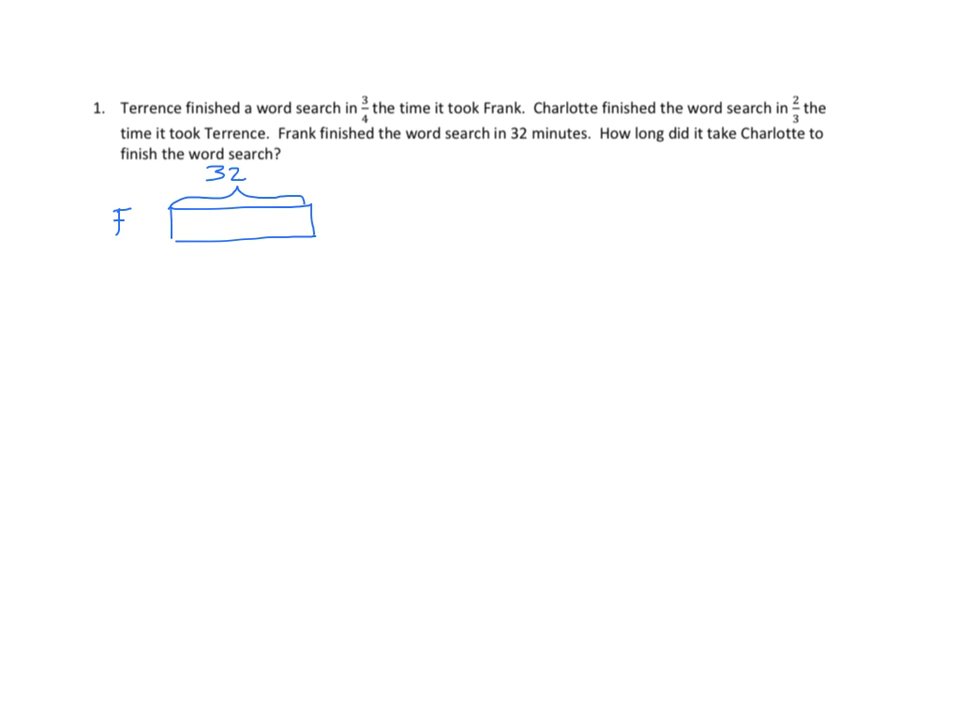 1. Terrence finished a word search in 3/4 the time it took Frank. Charlotte finished the word search in 2/3 the
time it took Terrence. Frank finished the word search in 32 minutes. How long did it take Charlotte to
finish the word search?
32
F